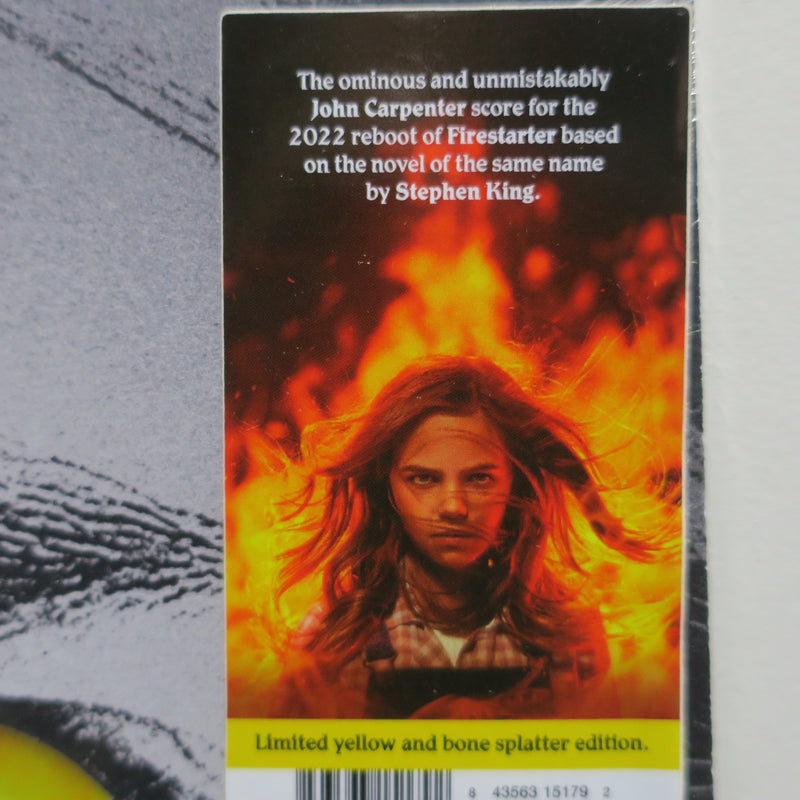 The ominous and unmistakably
John Carpenter score for the
2022 reboot of Firestarter based
on the novel of the same name
by Stephen King.
Limited yellow and bone splatter edition.
8 43563 15179 2